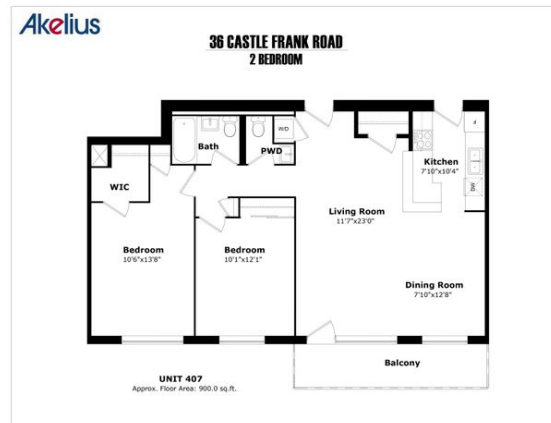 Akelius
36 CASTLE FRANK ROAD
2 BEDROOM
Bath
PWD
W/D
F
Kitchen
7'10"x10'4"
DW
WIC
Living Room
11'7"x23'0"
Bedroom
10'6"x13'8"
Bedroom
10'1"x12'1"
Dining Room
7'10"x12'8"
Balcony
UNIT 407
Approx. Floor Area: 900.0 sq.ft.